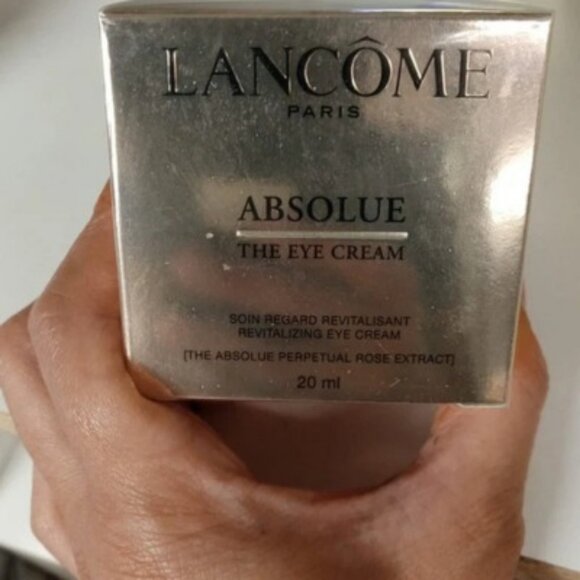 LANCÔME
PARIS
ABSOLUE
THE EYE CREAM
SOIN REGARD REVITALISANT
REVITALIZING EYE CREAM
[THE ABSOLUE PERPETUAL ROSE EXTRACT]
20 ml